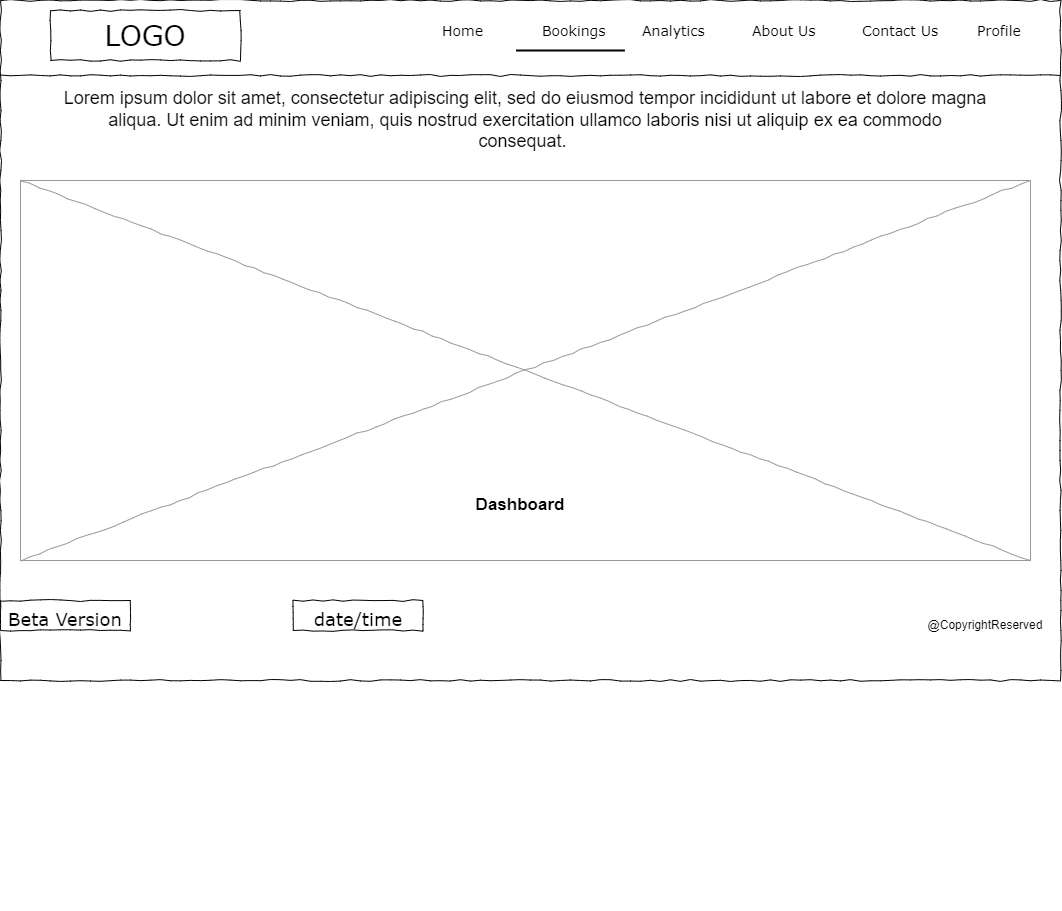 LOGO
Home Bookings Analytics About Us Contact Us Profile
Lorem ipsum dolor sit amet, consectetur adipiscing elit, sed do eiusmod tempor incididunt ut labore et dolore magna
aliqua. Ut enim ad minim veniam, quis nostrud exercitation ullamco laboris nisi ut aliquip ex ea commodo
consequat.
Dashboard
Beta Version
date/time
@CopyrightReserved